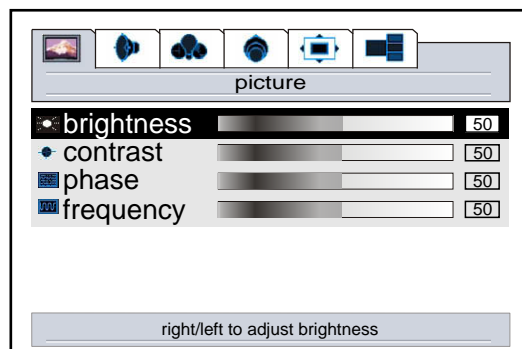 picture
brightness 50
contrast 50
phase 50
frequency 50
right/left to adjust brightness